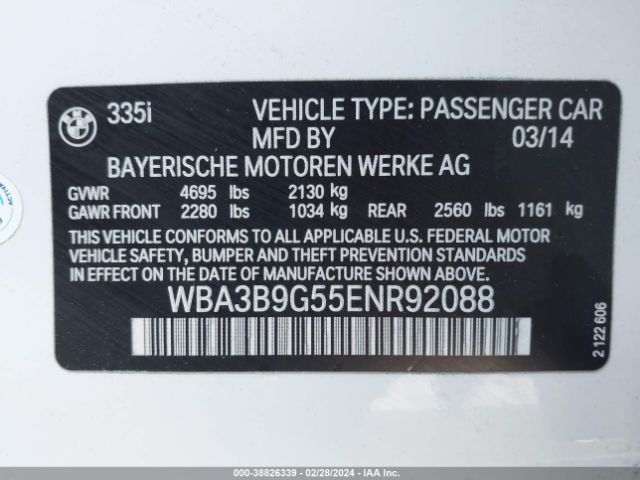 335i VEHICLE TYPE: PASSENGER CAR
MFD BY 03/14
BAYERISCHE MOTOREN WERKE AG
GVWR 4695 lbs 2130 kg
GAWR FRONT 2280 lbs 1034 kg REAR 2560 lbs 1161 kg
THIS VEHICLE CONFORMS TO ALL APPLICABLE U.S. FEDERAL MOTOR
VEHICLE SAFETY, BUMPER AND THEFT PREVENTION STANDARDS
IN EFFECT ON THE DATE OF MANUFACTURE SHOWN ABOVE.
WBA3B9G55ENR92088
2 122 606
000-38826339 - 02/28/2024 - IAA Inc.